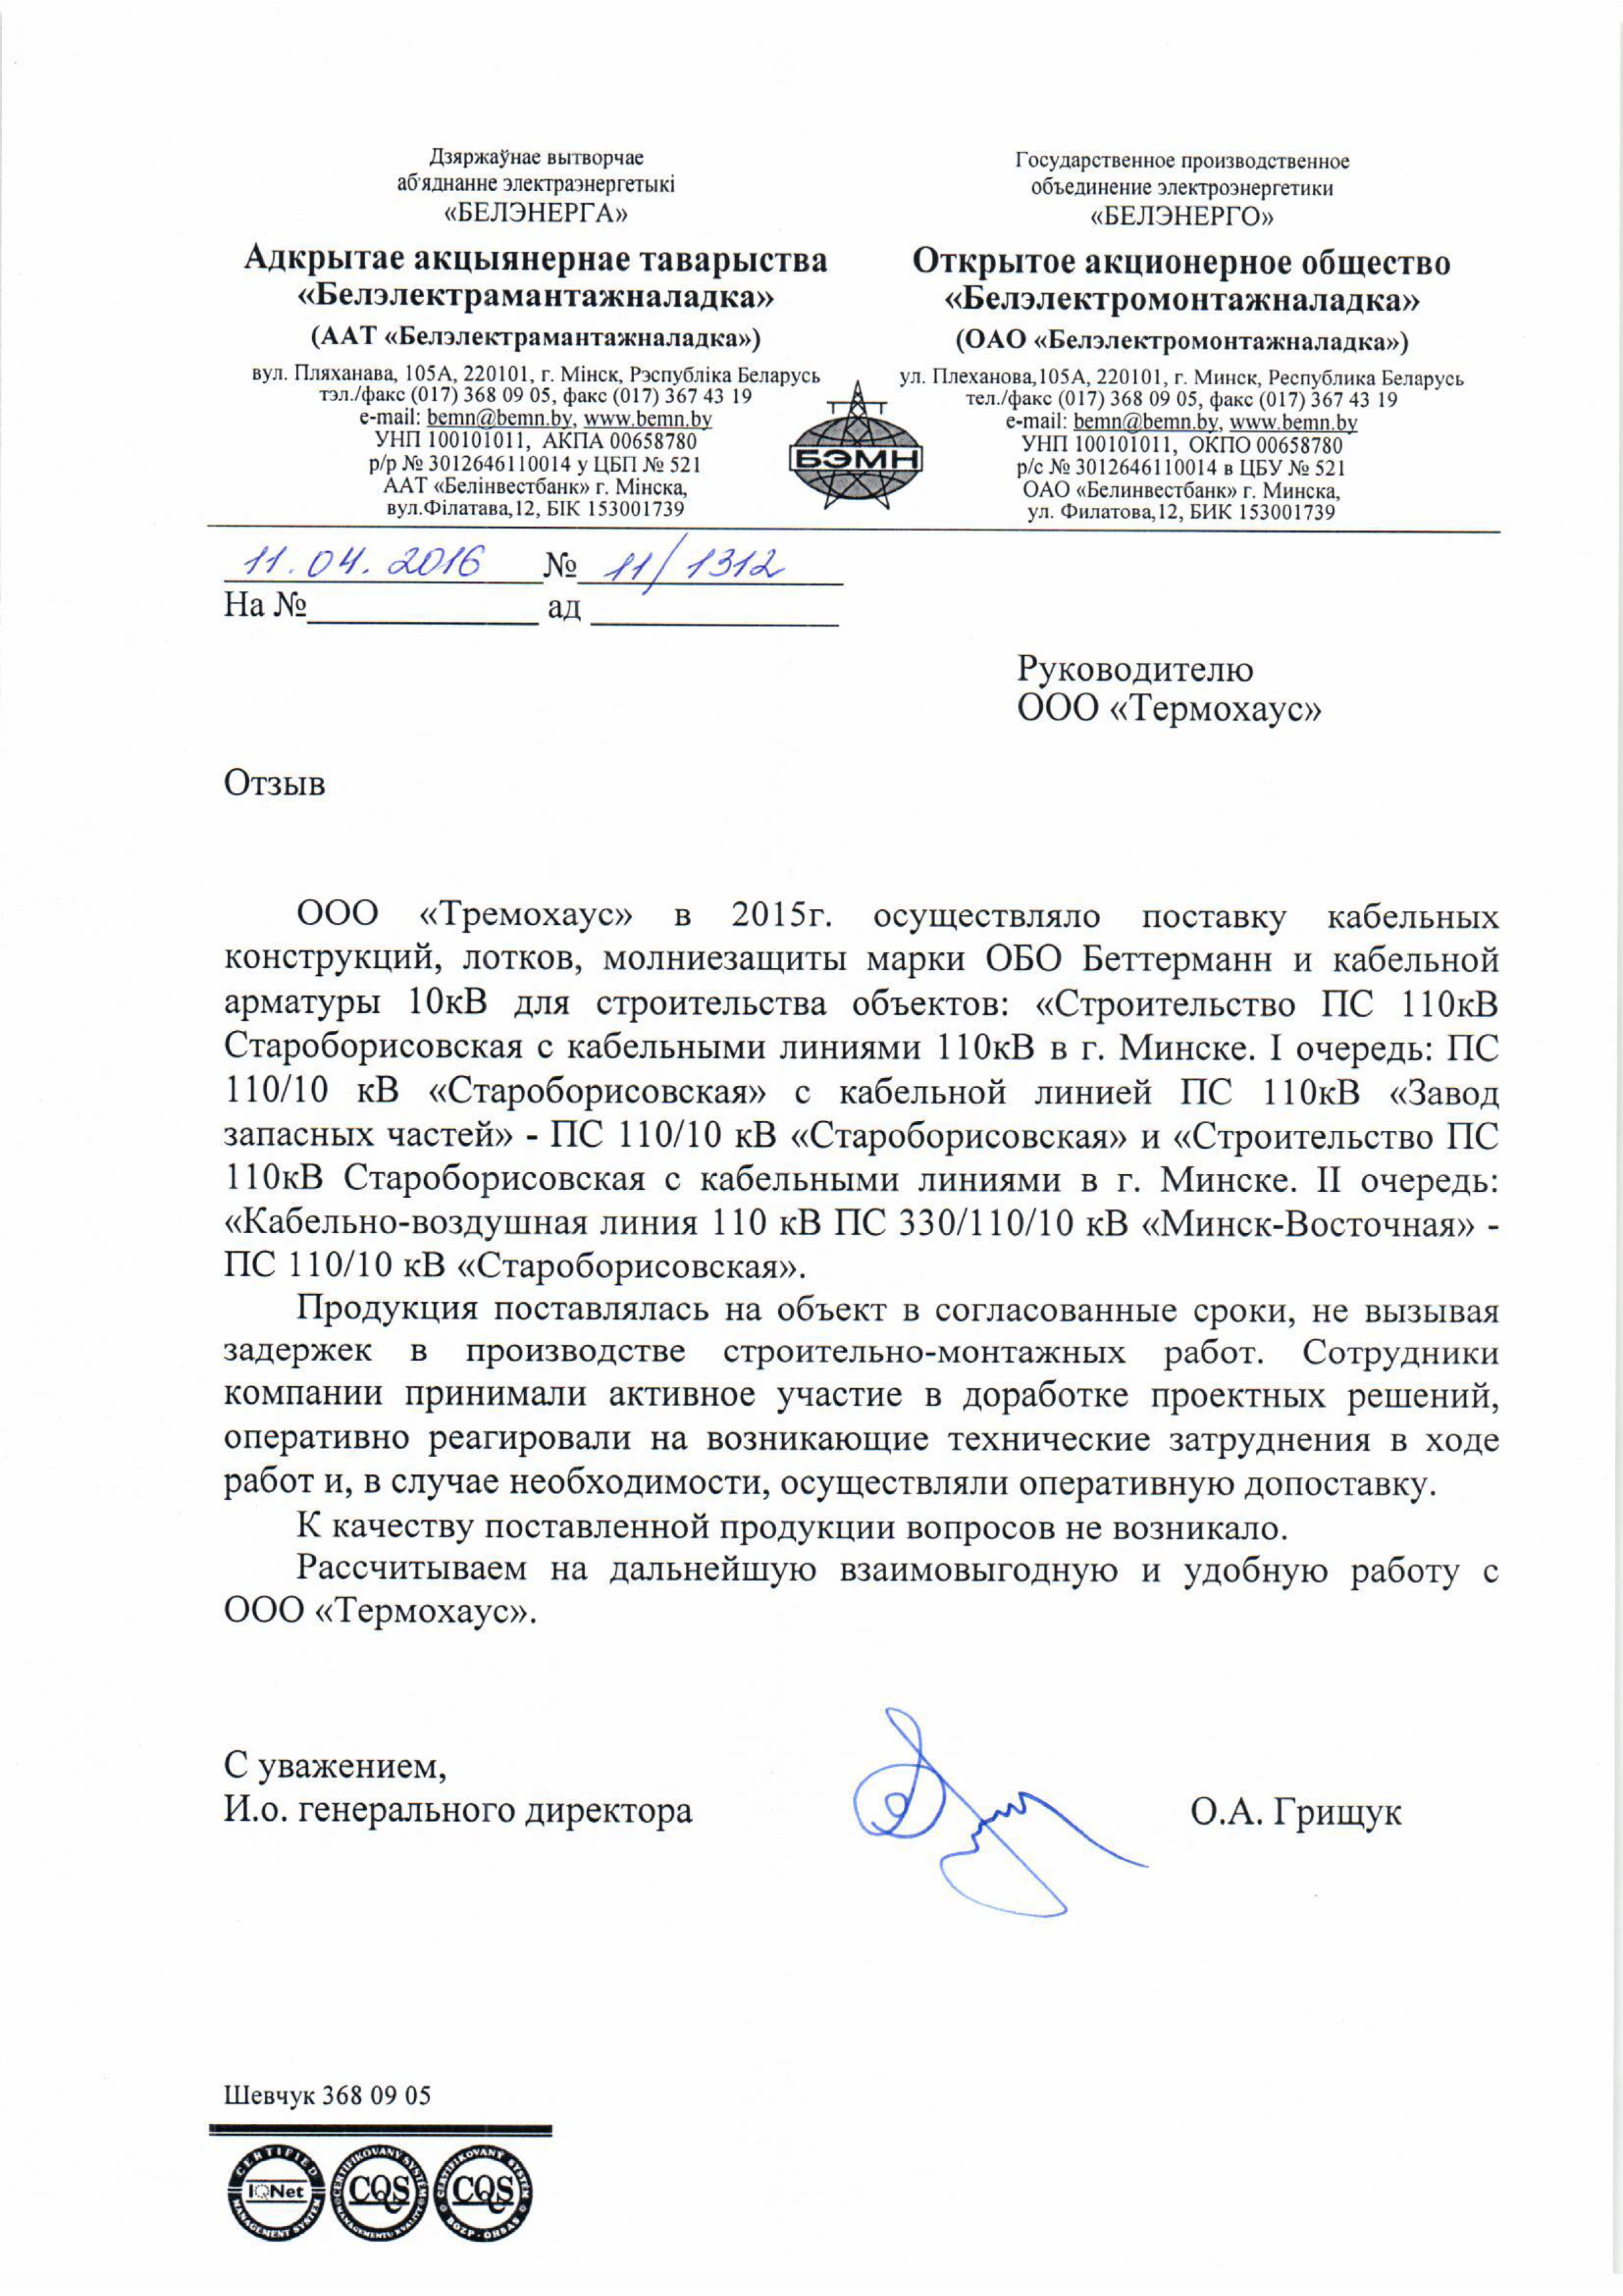 Дзяржаўнае вытворчае
аб'яднанне электраэнергетыкі
«БЕЛЭНЕРГА»
Адкрытае акцыянернае таварыства
«Белэлектрамантажналадка»
(ААТ «Белэлектрамантажналадка»)
вул. Пляханава, 105А, 220101, г. Мінск, Рэспубліка Беларусь
тэл./факс (017) 368 09 05, факс (017) 367 43 19
e-mail: bemn@bemn.by, www.bemn.by
УНП 100101011, АКПА 00658780
р/р № 3012646110014 у ЦБП № 521
ААТ «Белінвестбанк» г. Мінска,
вул.Філатава,12, БІК 153001739
БЭМН
Государственное производственное
объединение электроэнергетики
«БЕЛЭНЕРГО»
Открытое акционерное общество
«Белэлектромонтажналадка»
(ОАО «Белэлектромонтажналадка»)
ул. Плеханова,105А, 220101, г. Минск, Республика Беларусь
тел./факс (017) 368 09 05, факс (017) 367 43 19
e-mail: bemn@bemn.by, www.bemn.by
УНП 100101011, ОКПО 00658780
р/с № 3012646110014 в ЦБУ № 521
ОАО «Белинвестбанк» г. Минска,
ул. Филатова,12, БИК 153001739
11.04.2016 № 11/1312
На № ад
Руководителю
ООО «Термохаус»
Отзыв
ООО «Тремохаус» в 2015г. осуществляло поставку кабельных
конструкций, лотков, молниезащиты марки ОБО Беттерманн и кабельной
арматуры 10кВ для строительства объектов: «Строительство ПС 110кВ
Староборисовская с кабельными линиями 110кВ в г. Минске. I очередь: ПС
110/10 кВ «Староборисовская» с кабельной линией ПС 110кВ «Завод
запасных частей» - ПС 110/10 кВ «Староборисовская» и «Строительство ПС
110кВ Староборисовская с кабельными линиями в г. Минске. II очередь:
«Кабельно-воздушная линия 110 кВ ПС 330/110/10 кВ «Минск-Восточная» -
ПС 110/10 кВ «Староборисовская».
Продукция поставлялась на объект в согласованные сроки, не вызывая
задержек в производстве строительно-монтажных работ. Сотрудники
компании принимали активное участие в доработке проектных решений,
оперативно реагировали на возникающие технические затруднения в ходе
работ и, в случае необходимости, осуществляли оперативную допоставку.
К качеству поставленной продукции вопросов не возникало.
Рассчитываем на дальнейшую взаимовыгодную и удобную работу с
ООО «Термохаус».
С уважением,
И.о. генерального директора О.А. Грищук
Шевчук 368 09 05
CERTIFIED
IQNet
MANAGEMENT SYSTEM
CERTIFIKOVANÝ SYSTÉM
CQS
MANAGEMENTU KVALITY
CERTIFIKOVANÝ SYSTÉM
CQS
BOZP - OHSAS